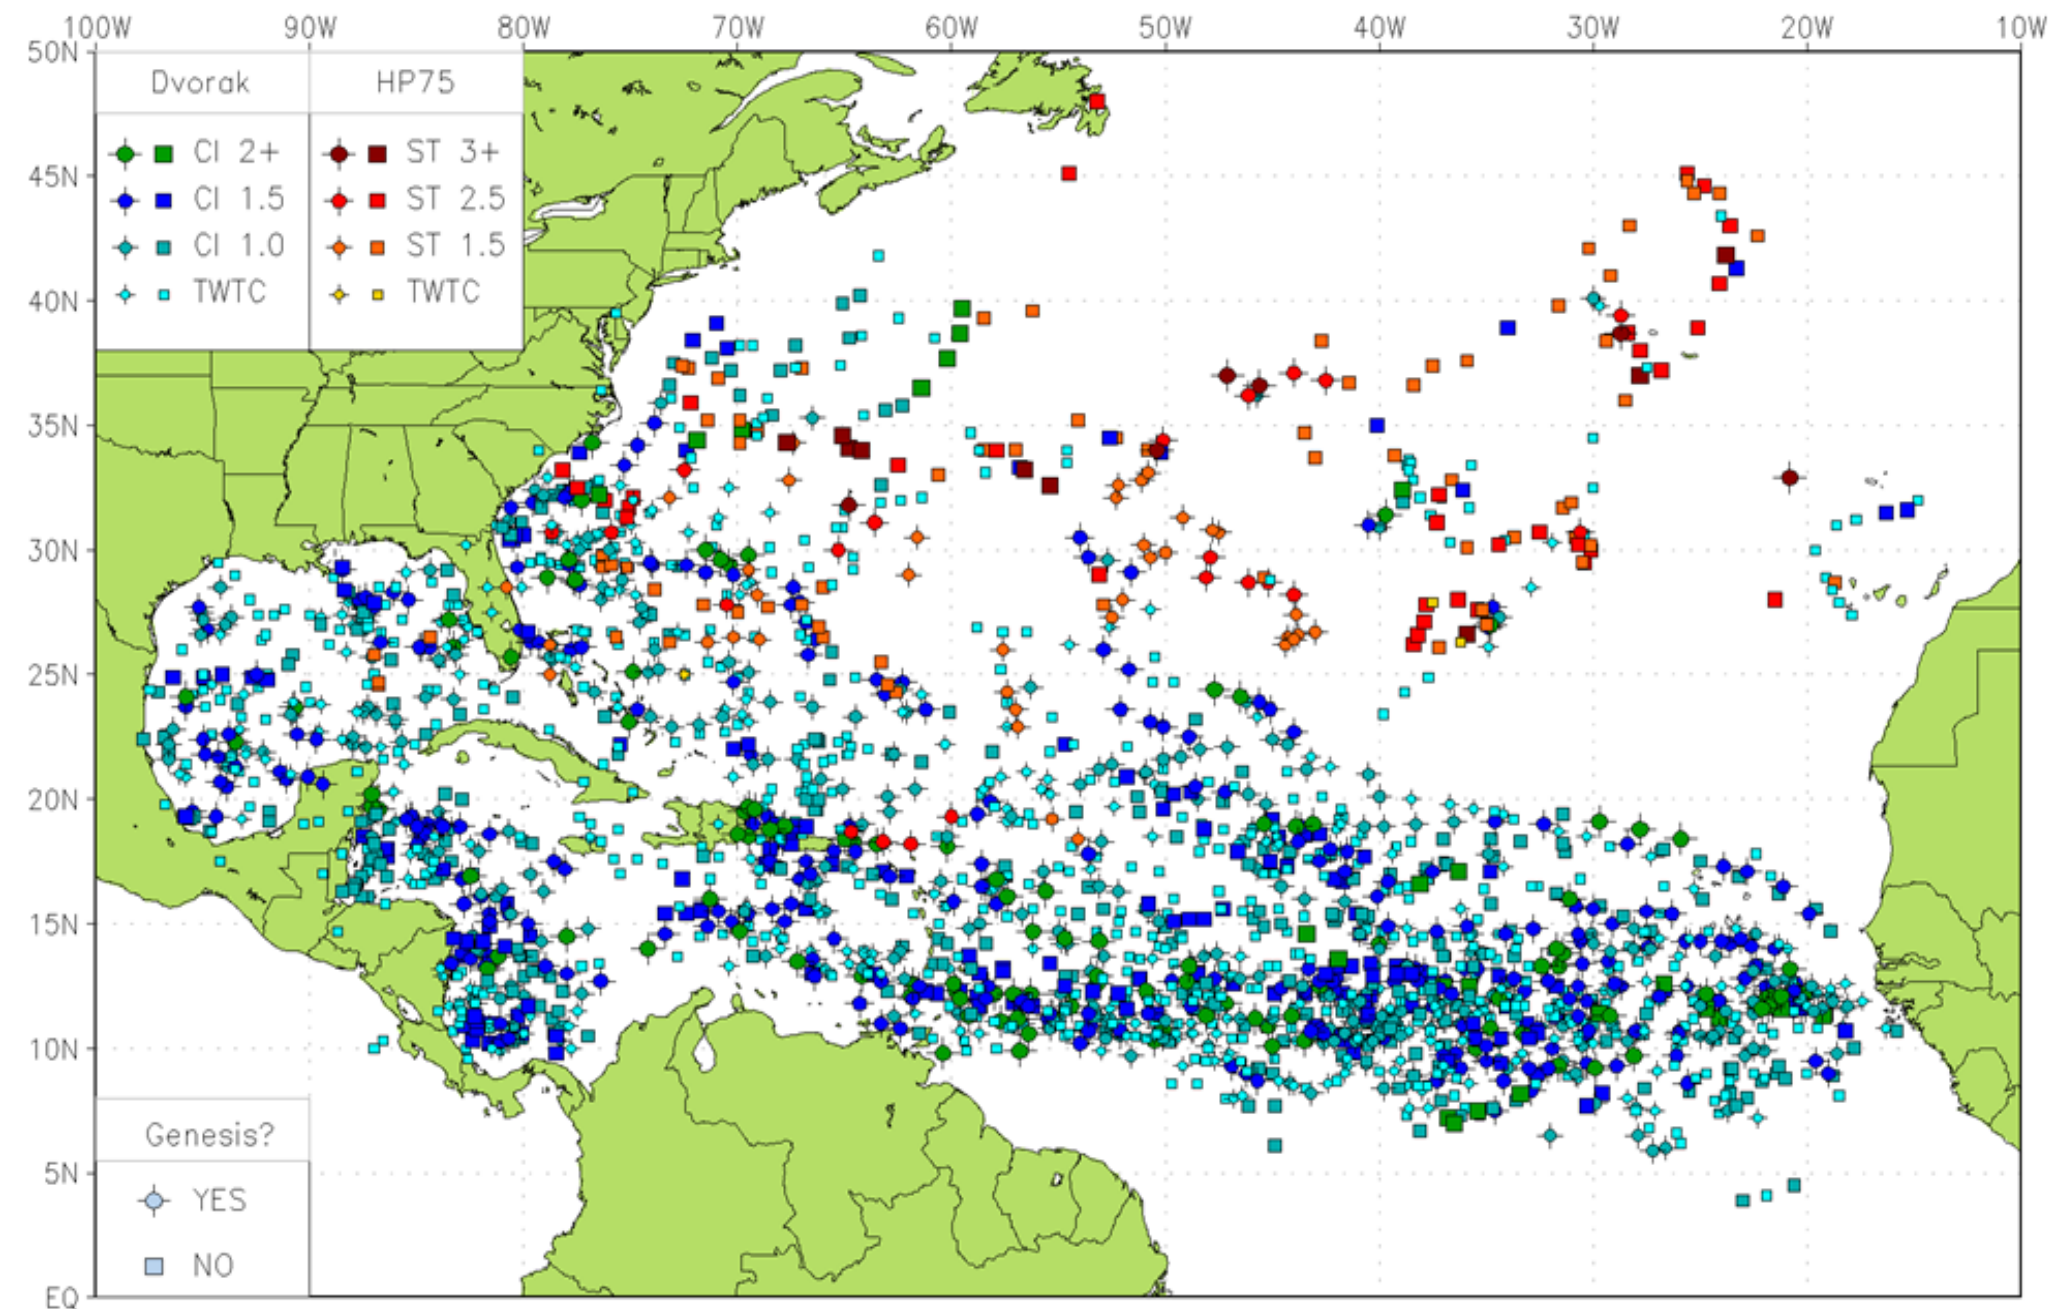 100W 90W 80W 70W 60W 50W 40W 30W 20W 10W
50N
Dvorak HP75
CI 2+ ST 3+
CI 1.5 ST 2.5
CI 1.0 ST 1.5
TWTC TWTC
45N
40N
35N
30N
25N
20N
15N
10N
Genesis?
5N
YES
NO
EQ